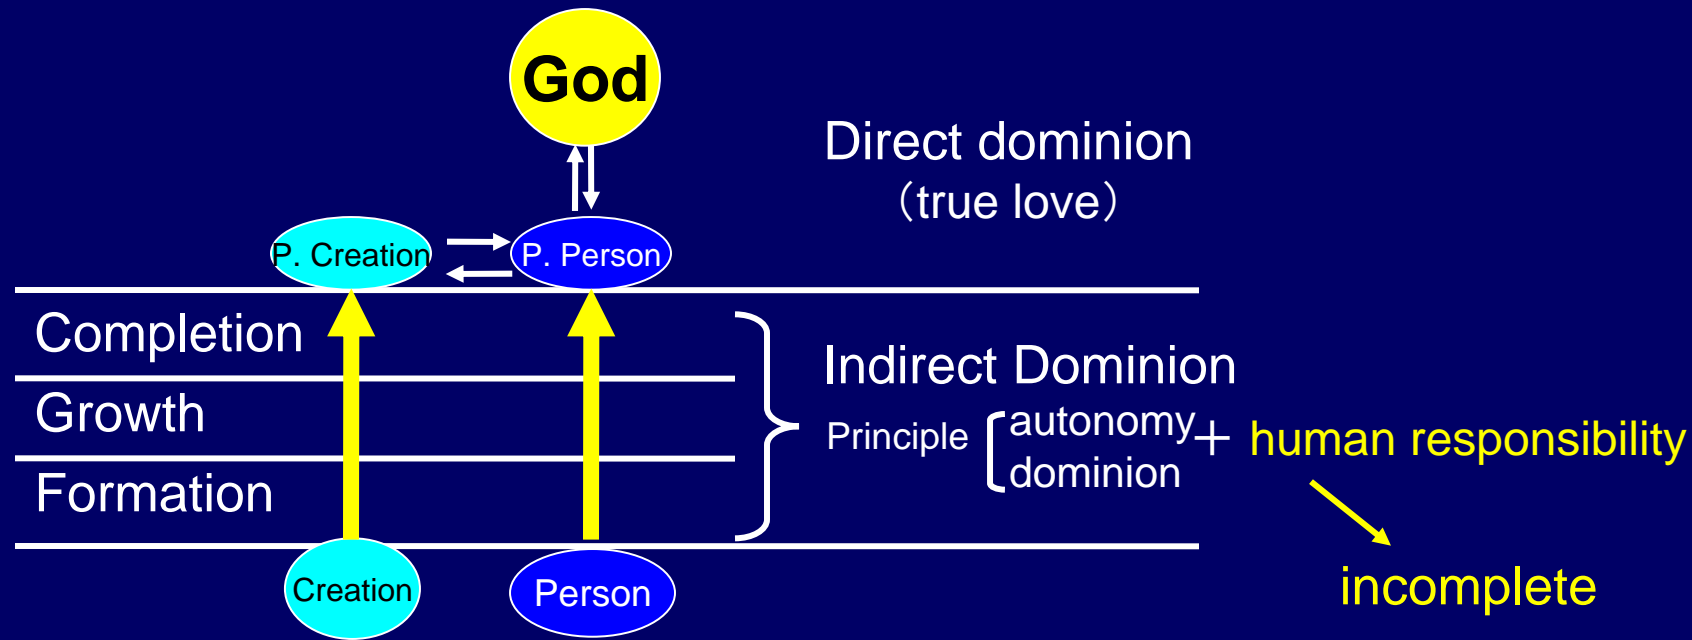 God
Direct dominion
（true love）
P. Creation
P. Person
Completion
Growth
Formation
Indirect Dominion
Principle
autonomy
dominion
+
human responsibility
incomplete
Creation
Person